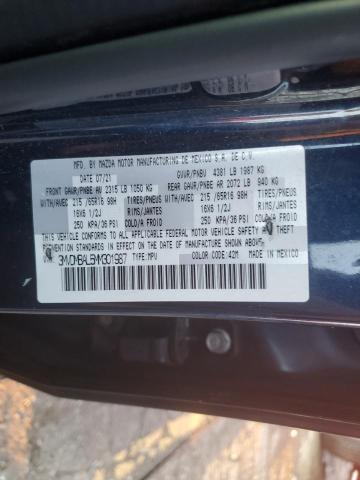 MFD. BY MAZDA MOTOR MANUFACTURING DE MEXICO S.A. DE C.V.
DATE 07/21 GVWR/PNBV 4381 LB 1987 KG
FRONT GAWR/PNBE AV 2315 LB 1050 KG REAR GAWR/PNBE AR 2072 LB 940 KG
WITH/AVEC 215/65R16 98H TIRES/PNEUS WITH/AVEC 215/65R16 98H TIRES/PNEUS
16X6 1/2J RIMS/JANTES 16X6 1/2J RIMS/JANTES
250 KPA/36 PSI COLD/A FROID 250 KPA/36 PSI COLD/A FROID
THIS VEHICLE CONFORMS TO ALL APPLICABLE FEDERAL MOTOR VEHICLE SAFETY AND THEFT
PREVENTION STANDARDS IN EFFECT ON THE DATE OF MANUFACTURE SHOWN ABOVE.
3MVDMBALBMM301987 TYPE:MPV COLOR CODE:42M MADE IN MEXICO